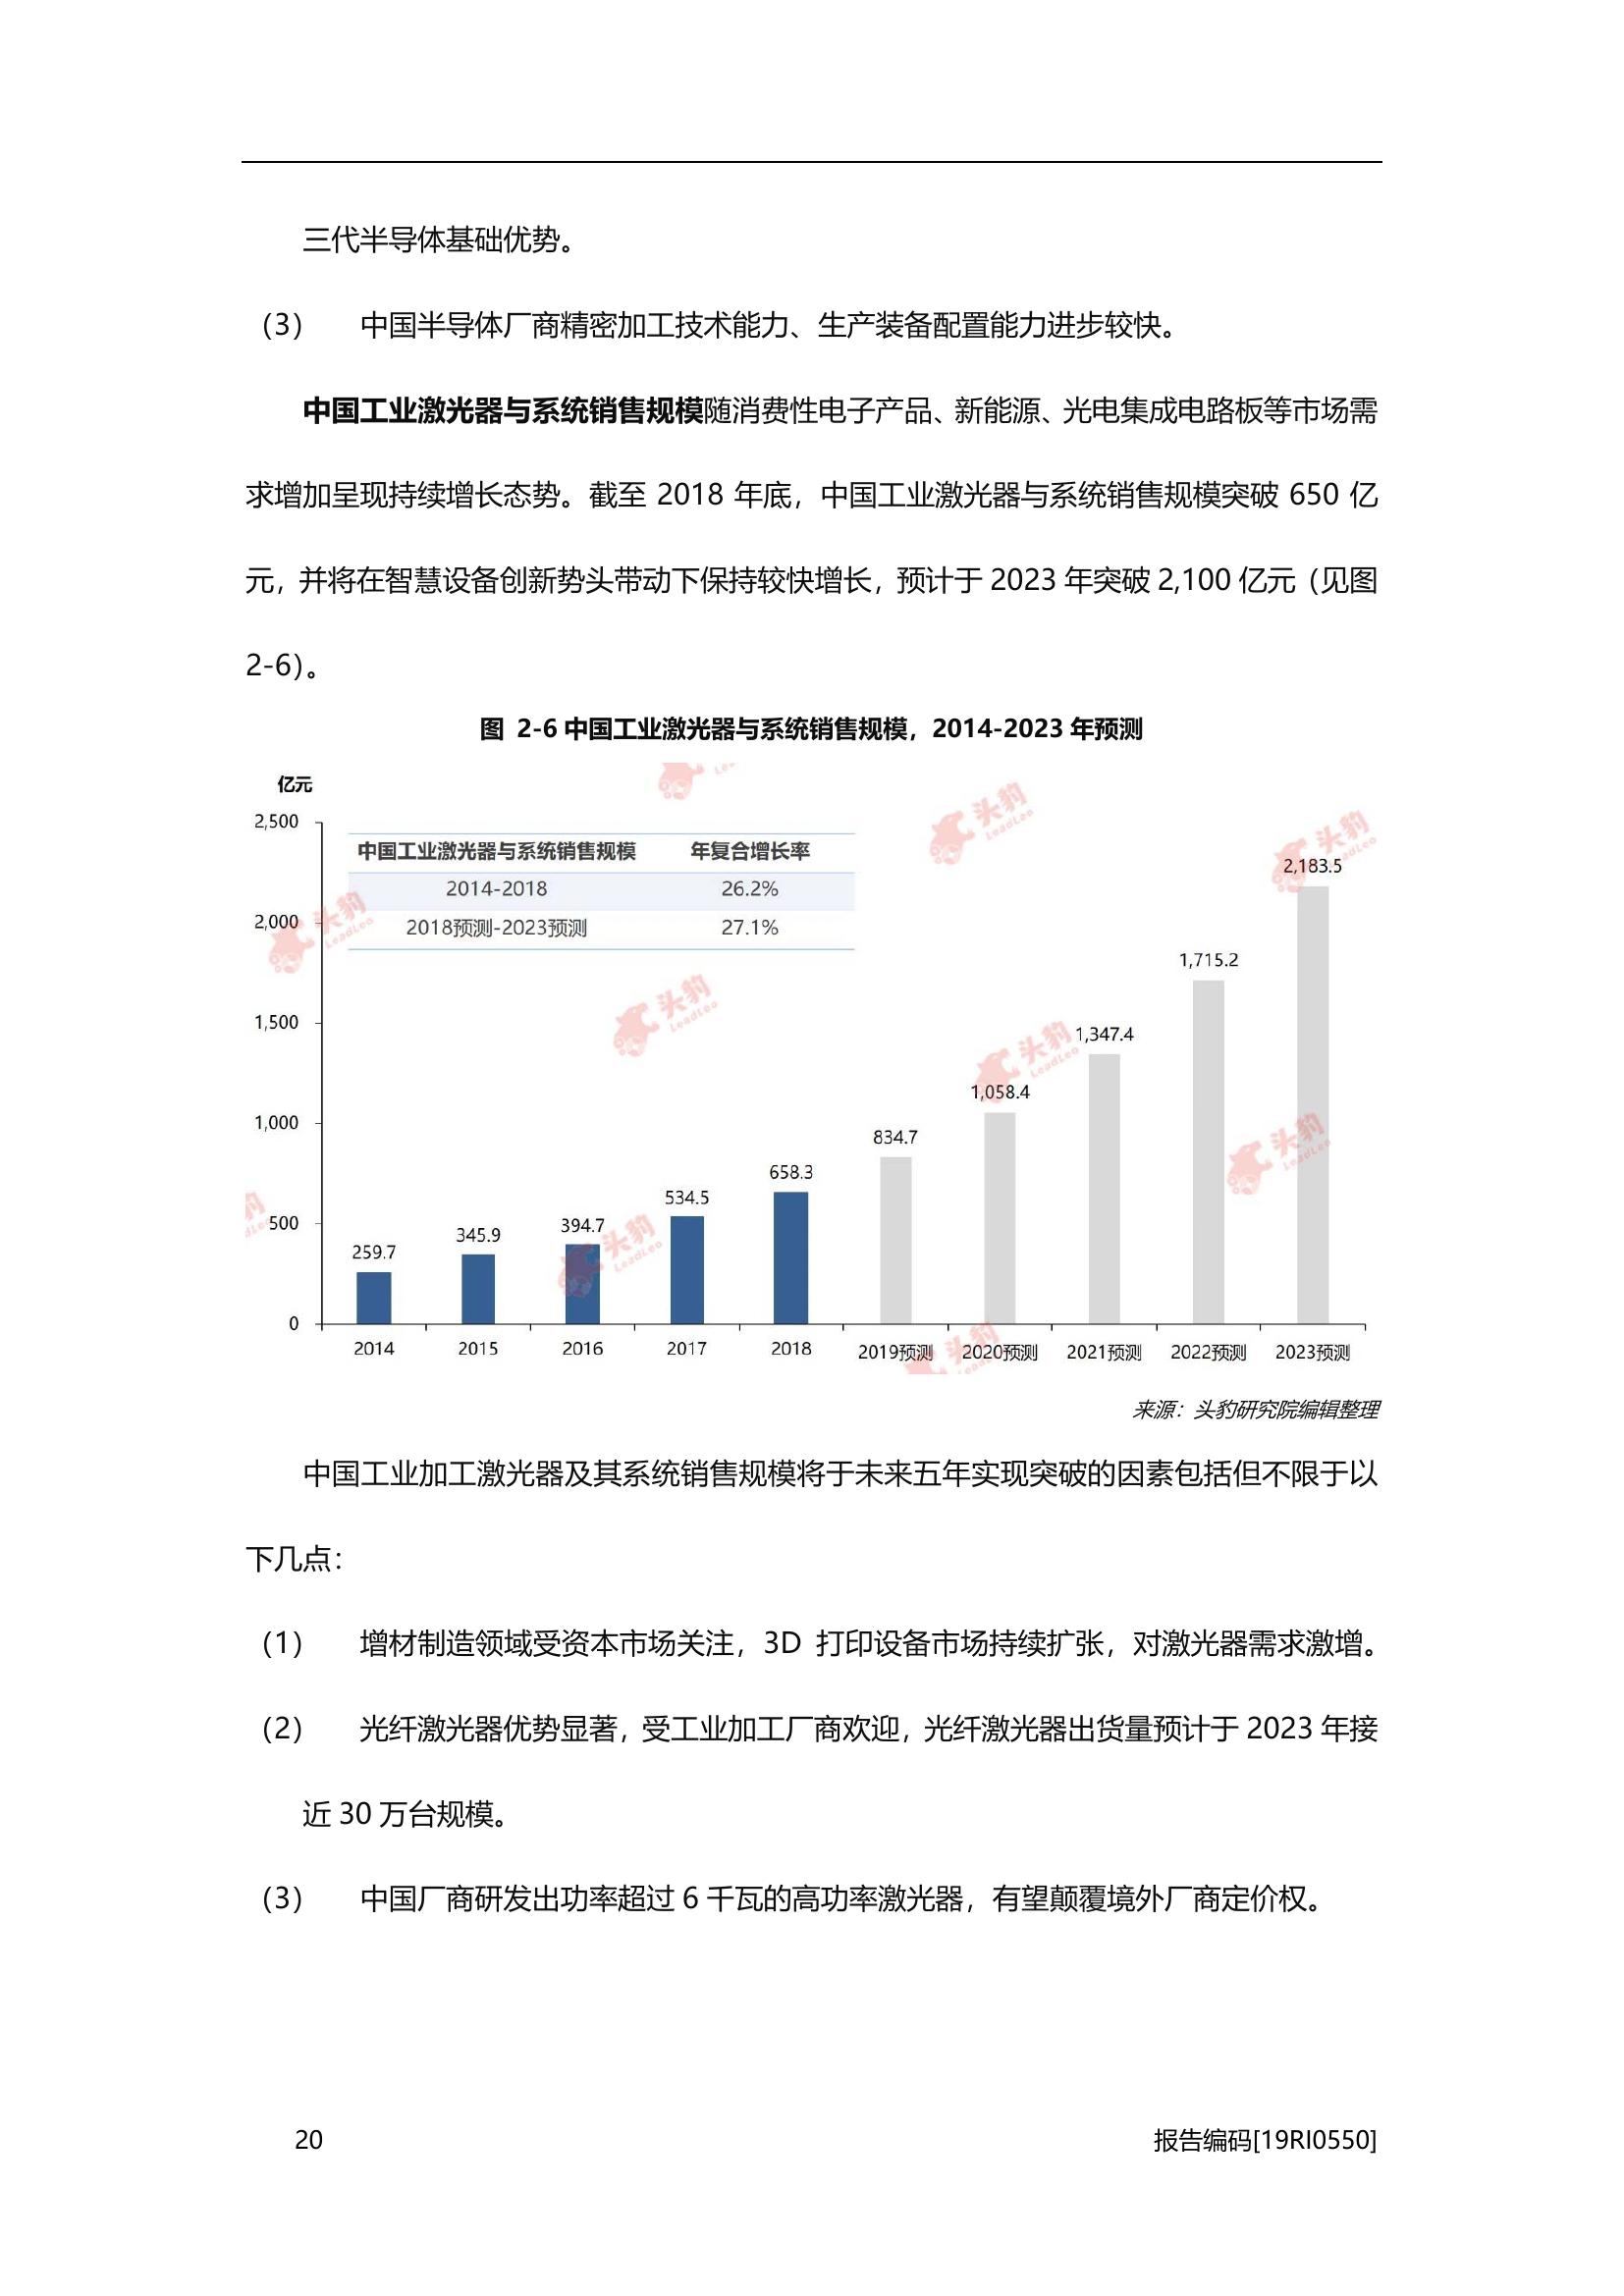 三代半导体基础优势。
（3） 中国半导体厂商精密加工技术能力、生产装备配置能力进步较快。
中国工业激光器与系统销售规模随消费性电子产品、新能源、光电集成电路板等市场需
求增加呈现持续增长态势。截至 2018 年底，中国工业激光器与系统销售规模突破 650 亿
元，并将在智慧设备创新势头带动下保持较快增长，预计于 2023 年突破 2,100 亿元（见图
2-6）。
图 2-6 中国工业激光器与系统销售规模，2014-2023 年预测
亿元
2,500
2,000
1,500
1,000
500
0
中国工业激光器与系统销售规模 年复合增长率
2014-2018 26.2%
2018预测-2023预测 27.1%
259.7
345.9
394.7
534.5
658.3
834.7
1,058.4
1,347.4
1,715.2
2,183.5
2014 2015 2016 2017 2018 2019预测 2020预测 2021预测 2022预测 2023预测
头豹
LeadLeo
头豹
LeadLeo
头豹
LeadLeo
头豹
LeadLeo
头豹
LeadLeo
头豹
LeadLeo
头豹
LeadLeo
头豹
来源：头豹研究院编辑整理
中国工业加工激光器及其系统销售规模将于未来五年实现突破的因素包括但不限于以
下几点：
（1） 增材制造领域受资本市场关注，3D 打印设备市场持续扩张，对激光器需求激增。
（2） 光纤激光器优势显著，受工业加工厂商欢迎，光纤激光器出货量预计于 2023 年接
近 30 万台规模。
（3） 中国厂商研发出功率超过 6 千瓦的高功率激光器，有望颠覆境外厂商定价权。
20 报告编码[19RI0550]